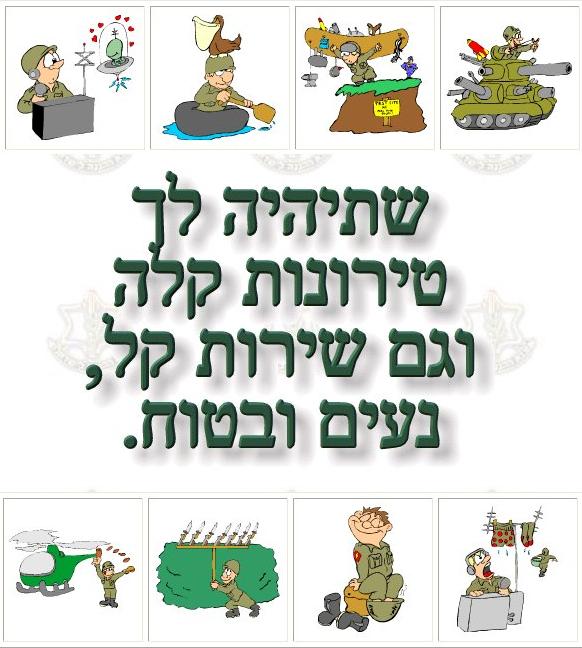 שתיהיה לך
טירונות קלה
וגם שירות קל,
נעים ובטוח.